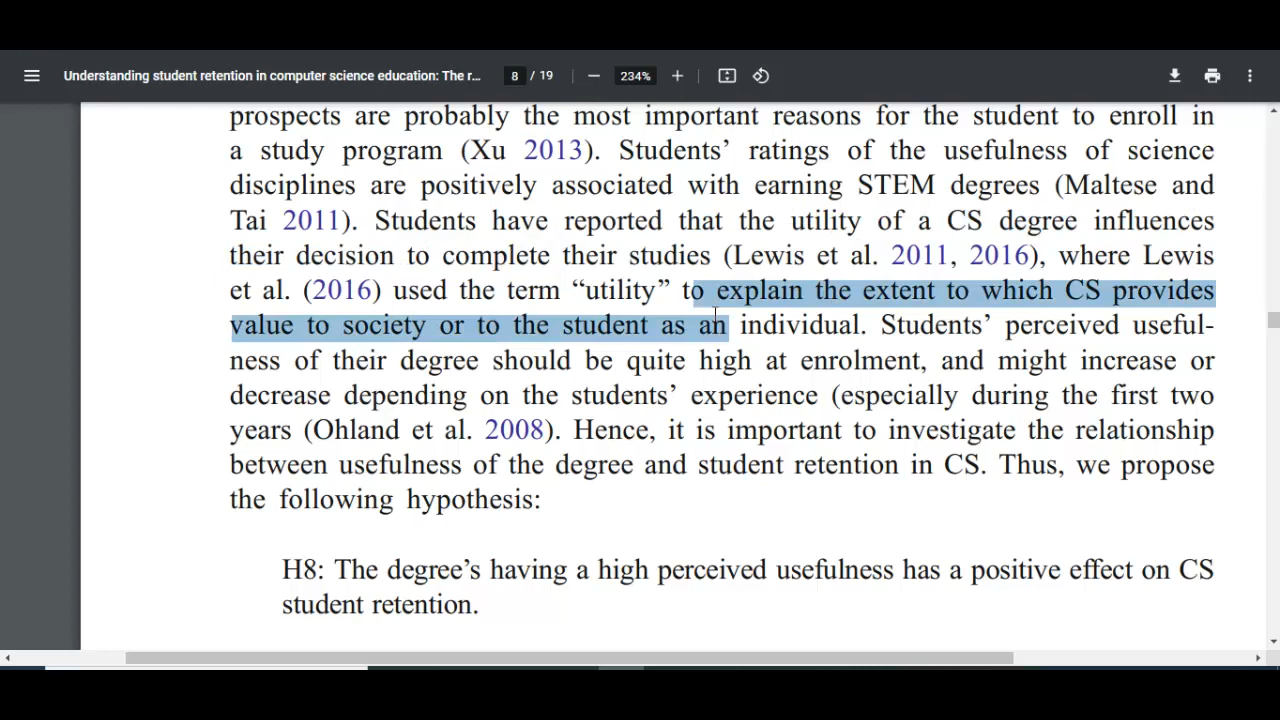 Understanding student retention in computer science education: The r...
8 / 19
234%
prospects are probably the most important reasons for the student to enroll in
a study program (Xu 2013). Students’ ratings of the usefulness of science
disciplines are positively associated with earning STEM degrees (Maltese and
Tai 2011). Students have reported that the utility of a CS degree influences
their decision to complete their studies (Lewis et al. 2011, 2016), where Lewis
et al. (2016) used the term “utility” to explain the extent to which CS provides
value to society or to the student as an individual. Students’ perceived useful-
ness of their degree should be quite high at enrolment, and might increase or
decrease depending on the students’ experience (especially during the first two
years (Ohland et al. 2008). Hence, it is important to investigate the relationship
between usefulness of the degree and student retention in CS. Thus, we propose
the following hypothesis:
H8: The degree’s having a high perceived usefulness has a positive effect on CS
student retention.